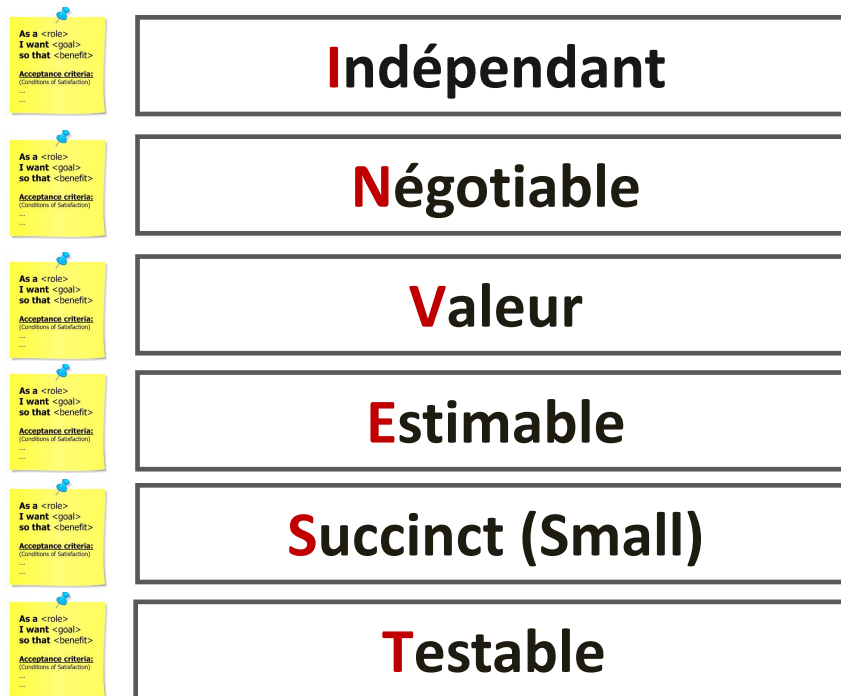 As a <role>
I want <goal>
so that <benefit>
Acceptance criteria:
(Conditions of Satisfaction)
...
...
Indépendant
As a <role>
I want <goal>
so that <benefit>
Acceptance criteria:
(Conditions of Satisfaction)
...
...
Négotiable
As a <role>
I want <goal>
so that <benefit>
Acceptance criteria:
(Conditions of Satisfaction)
...
...
Valeur
As a <role>
I want <goal>
so that <benefit>
Acceptance criteria:
(Conditions of Satisfaction)
...
...
Estimable
As a <role>
I want <goal>
so that <benefit>
Acceptance criteria:
(Conditions of Satisfaction)
...
...
Succinct (Small)
As a <role>
I want <goal>
so that <benefit>
Acceptance criteria:
(Conditions of Satisfaction)
...
...
Testable